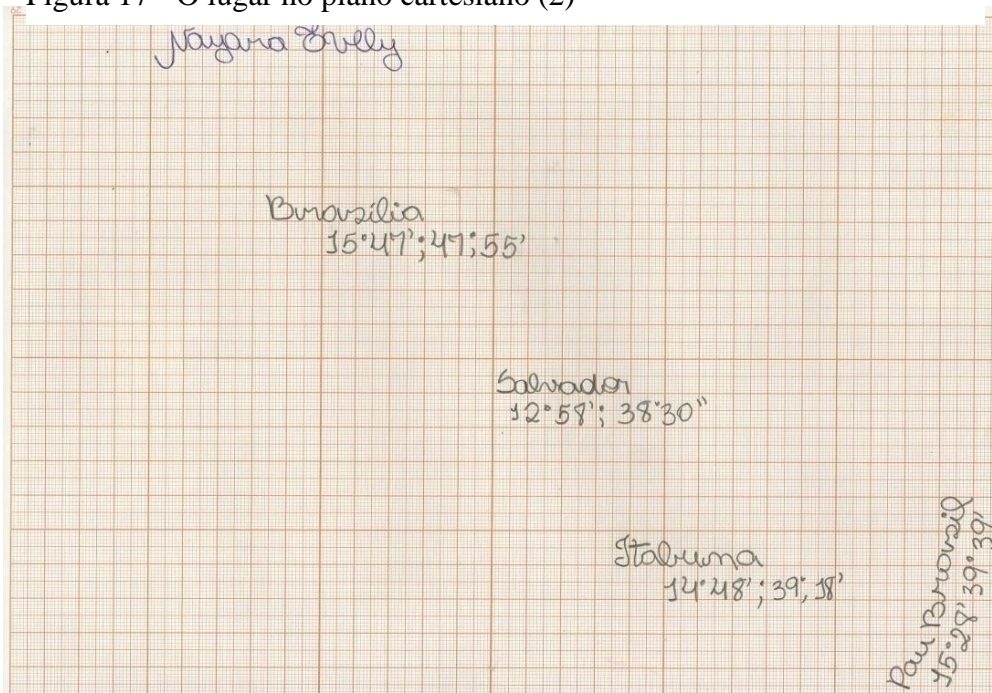 Figura 17 - O lugar no plano cartesiano (2)
Nayara Evelly
Brasília
15°47'; 47°;55'
Salvador
12°58'; 38°30"
Itabuna
14°48'; 39°,18'
Pau Brasil
15°28' 39°39'